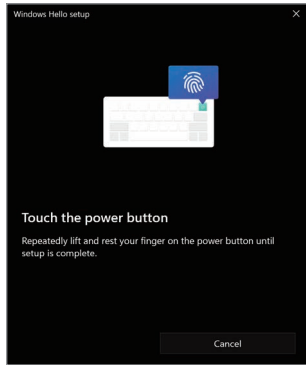 Windows Hello setup
Touch the power button
Repeatedly lift and rest your finger on the power button until
setup is complete.
Cancel